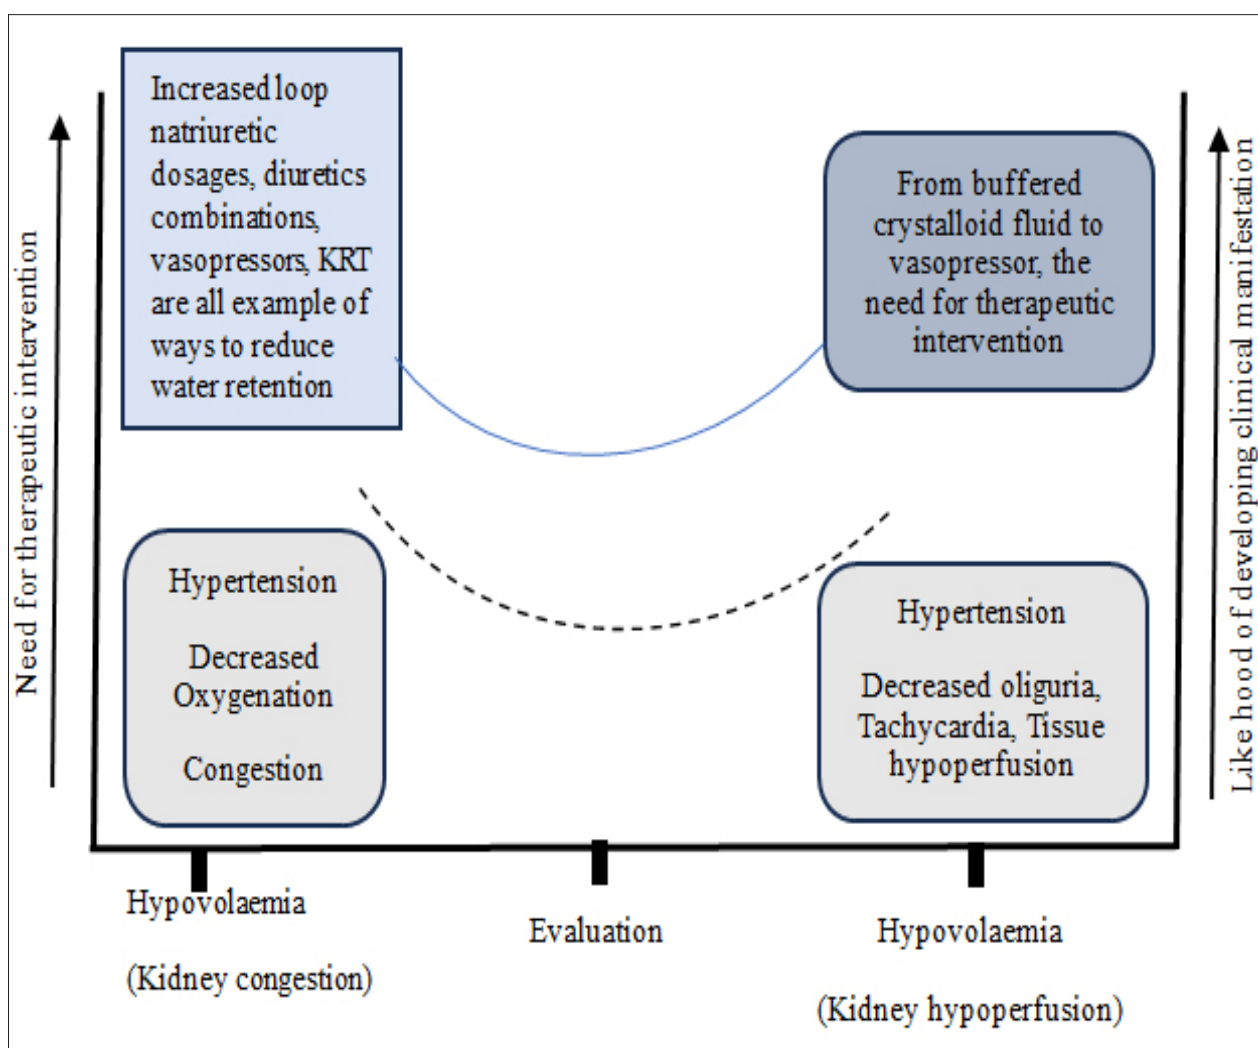 Need for therapeutic intervention
Increased loop
natriuretic
dosages, diuretics
combinations,
vasopressors, KRT
are all example of
ways to reduce
water retention
From buffered
crystalloid fluid to
vasopressor, the
need for therapeutic
intervention
Like hood of developing clinical manifestation
Hypertension
Decreased
Oxygenation
Congestion
Hypertension
Decreased oliguria,
Tachycardia, Tissue
hypoperfusion
Hypovolaemia
(Kidney congestion)
Evaluation
Hypovolaemia
(Kidney hypoperfusion)